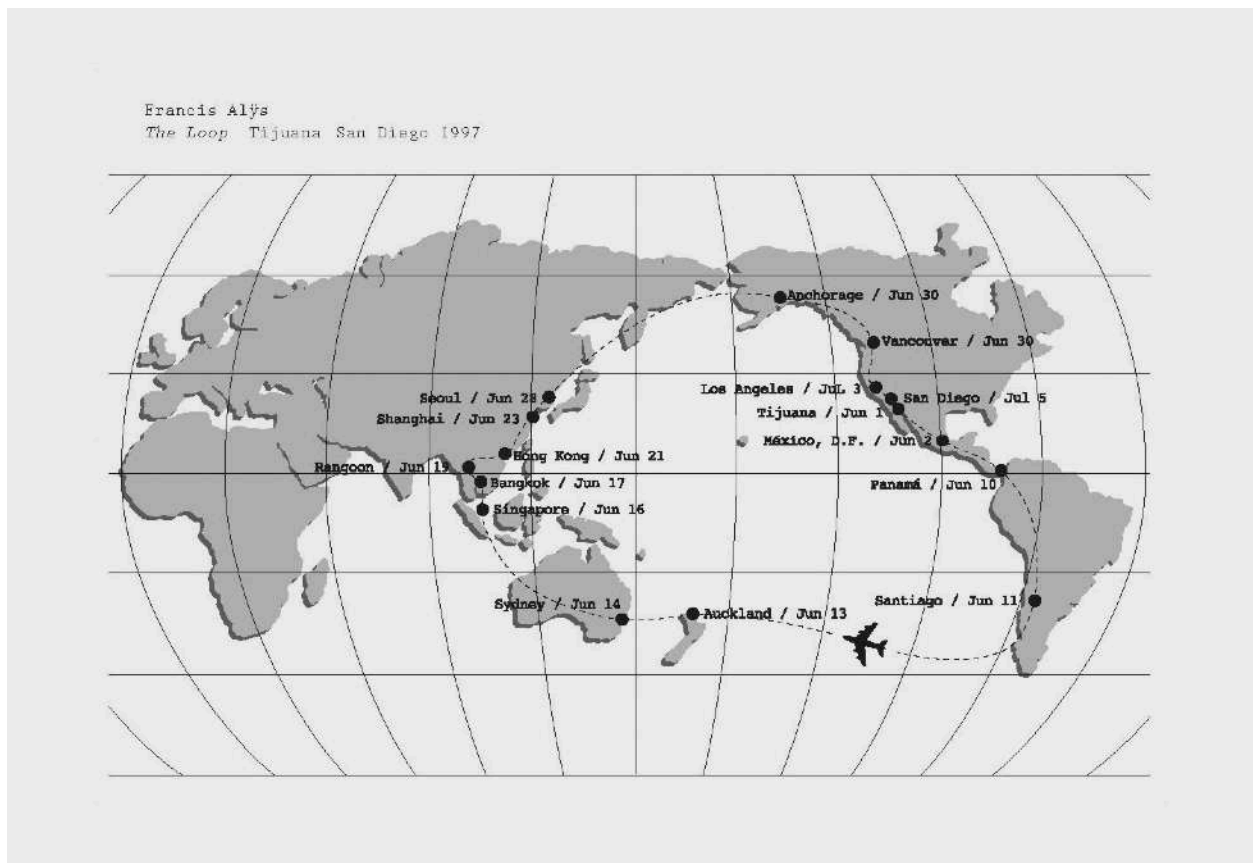 Francis Alÿs
The Loop Tijuana San Diego 1997
Anchorage / Jun 30
Vancouver / Jun 30
Los Angeles / JuL 3
San Diego / Jul 5
Seoul / Jun 28
Tijuana / Jun 1
Shanghai / Jun 23
México, D.F. / Jun 2
Hong Kong / Jun 21
Rangoon / Jun 19
Bangkok / Jun 17
Panamá / Jun 10
Singapore / Jun 16
Santiago / Jun 11
Sydney / Jun 14
Auckland / Jun 13